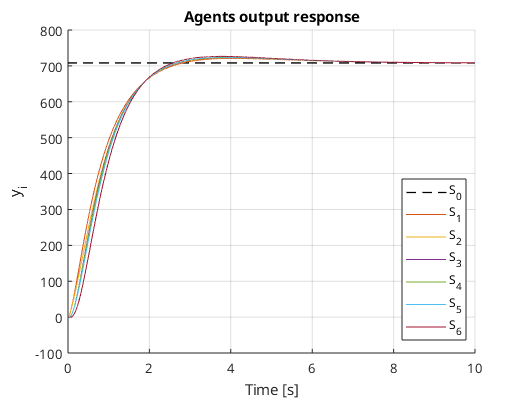 Agents output response
800
700
600
500
400
300
200
100
0
-100
y_i
0 2 4 6 8 10
Time [s]
S_0
S_1
S_2
S_3
S_4
S_5
S_6